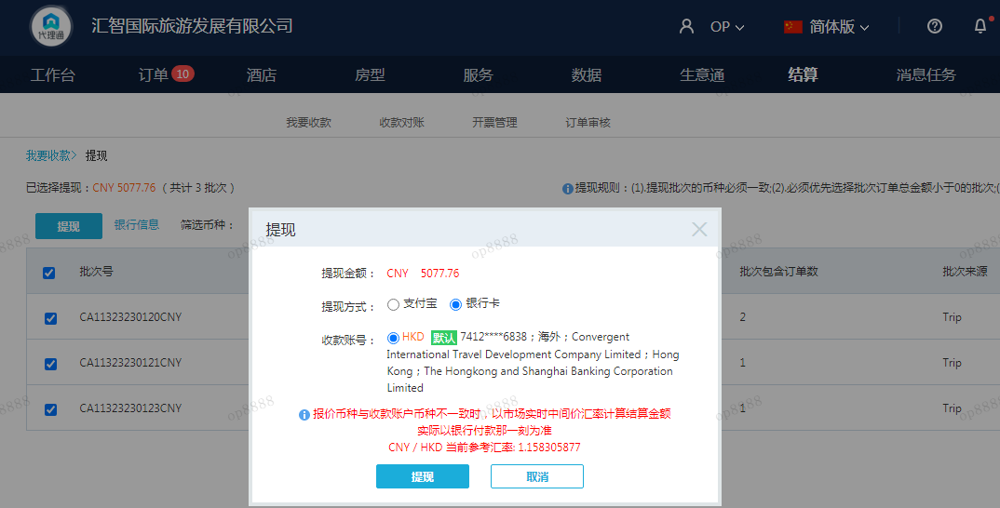 代理通
汇智国际旅游发展有限公司
OP
简体版
工作台 订单 10 酒店 房型 服务 数据 生意通 结算 消息任务
我要收款 收款对账 开票管理 订单审核
我要收款> 提现
已选择提现：CNY 5077.76 （ 共计 3 批次 ）
提现规则：(1).提现批次的币种必须一致;(2).必须优先选择批次订单总金额小于0的批次;(
提现 银行信息 筛选币种：
批次号 批次包含订单数 批次来源
CA11323230120CNY 2 Trip
CA11323230121CNY 1 Trip
CA11323230123CNY 1 Trip
提现
提现金额： CNY 5077.76
提现方式： 支付宝 银行卡
收款账号： HKD 默认 7412****6838；海外；Convergent
International Travel Development Company Limited；Hong
Kong；The Hongkong and Shanghai Banking Corporation
Limited
报价币种与收款账户币种不一致时，以市场实时中间价汇率计算结算金额
实际以银行付款那一刻为准
CNY / HKD 当前参考汇率: 1.158305877
提现 取消
op8888
op8888
op8888
op8888
op8888
op8888